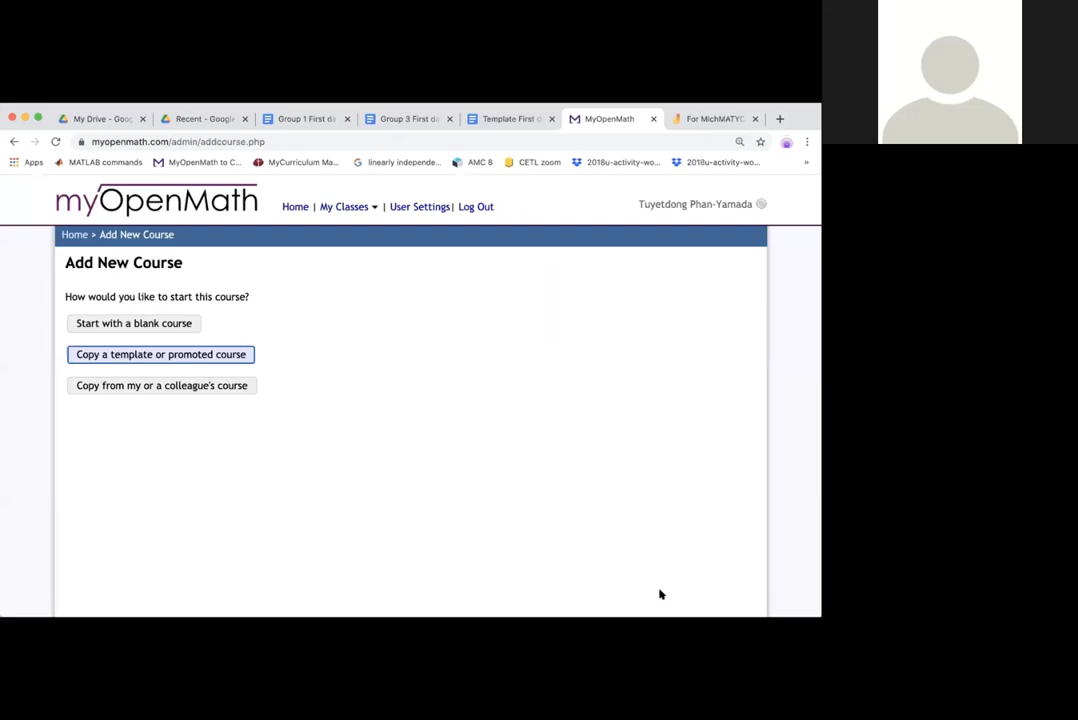 My Drive - Goog
Recent - Google
Group 1 First da
Group 3 First da
Template First d
MyOpenMath
For MichMATYC
myopenmath.com/admin/addcourse.php
Apps
MATLAB commands
MyOpenMath to C...
MyCurriculum Ma...
linearly independe...
AMC 8
CETL zoom
2018u-activity-wo...
2018u-activity-wo...
»
myOpenMath
Home | My Classes | User Settings | Log Out
Tuyetdong Phan-Yamada
Home > Add New Course
Add New Course
How would you like to start this course?
Start with a blank course
Copy a template or promoted course
Copy from my or a colleague's course